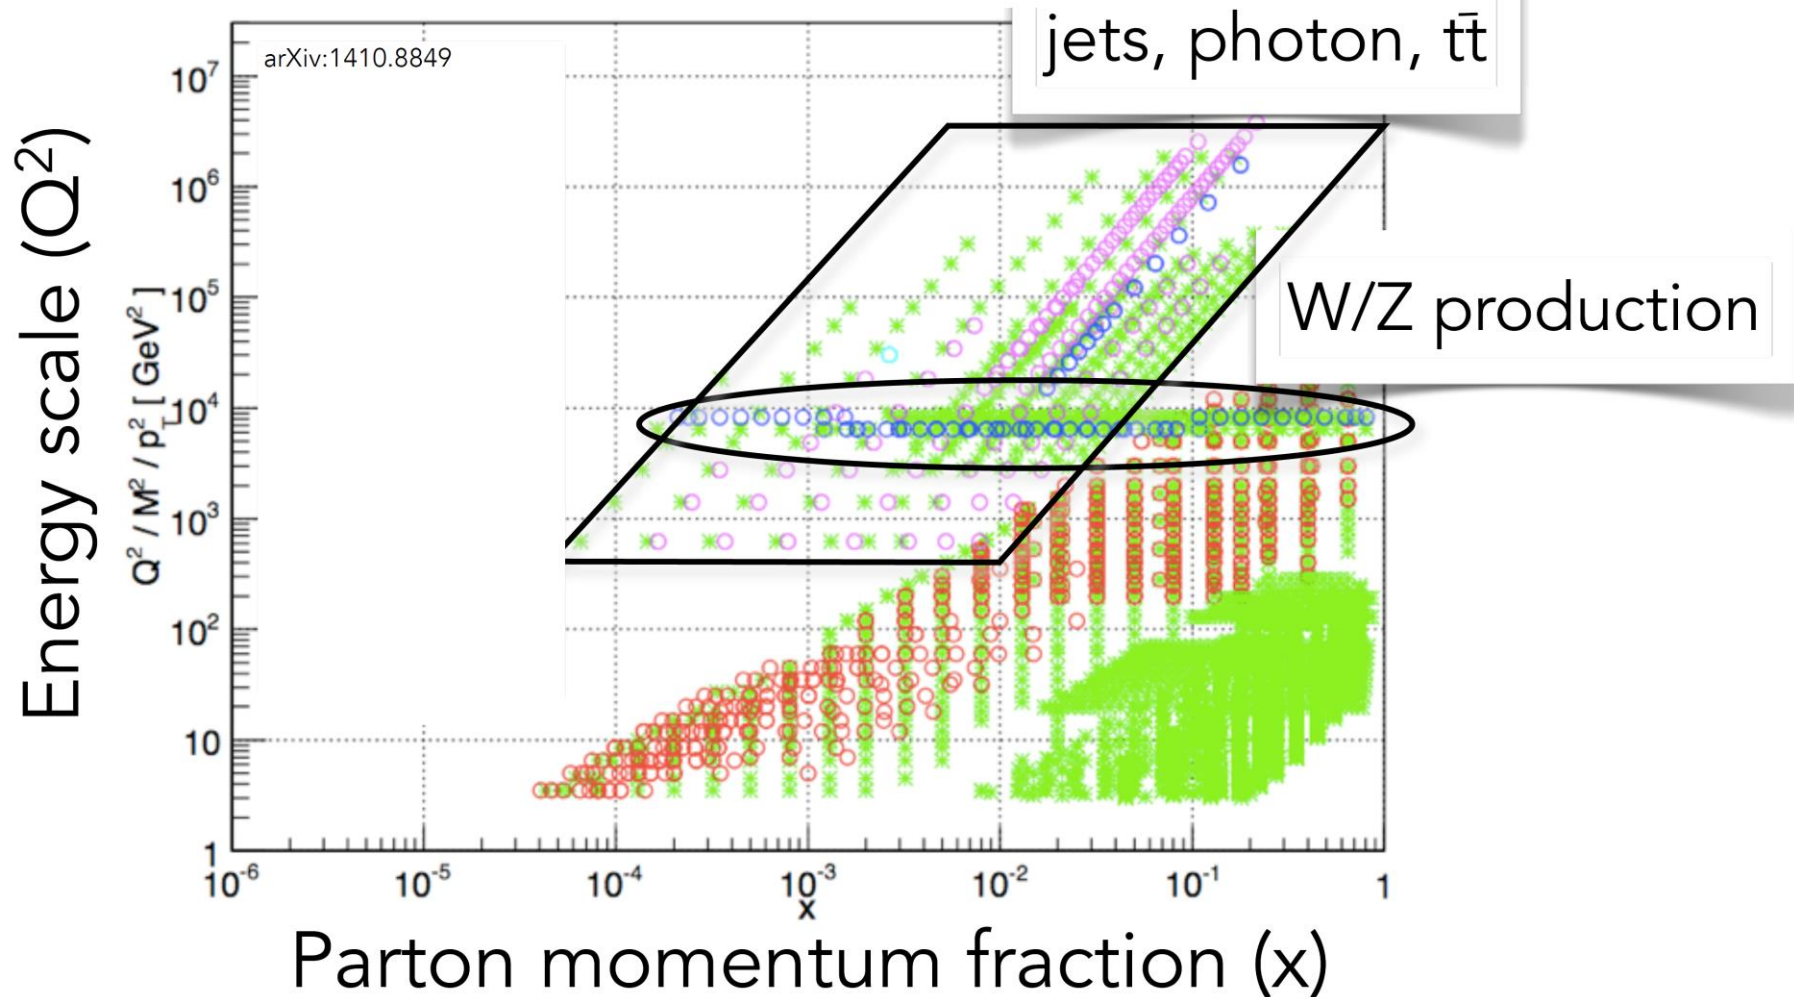 arXiv:1410.8849
jets, photon, tt̄
W/Z production
Energy scale (Q²)
Q² / M² / p²_T [ GeV² ]
10⁷
10⁶
10⁵
10⁴
10³
10²
10
1
10⁻⁶ 10⁻⁵ 10⁻⁴ 10⁻³ 10⁻² 10⁻¹ 1
x
Parton momentum fraction (x)